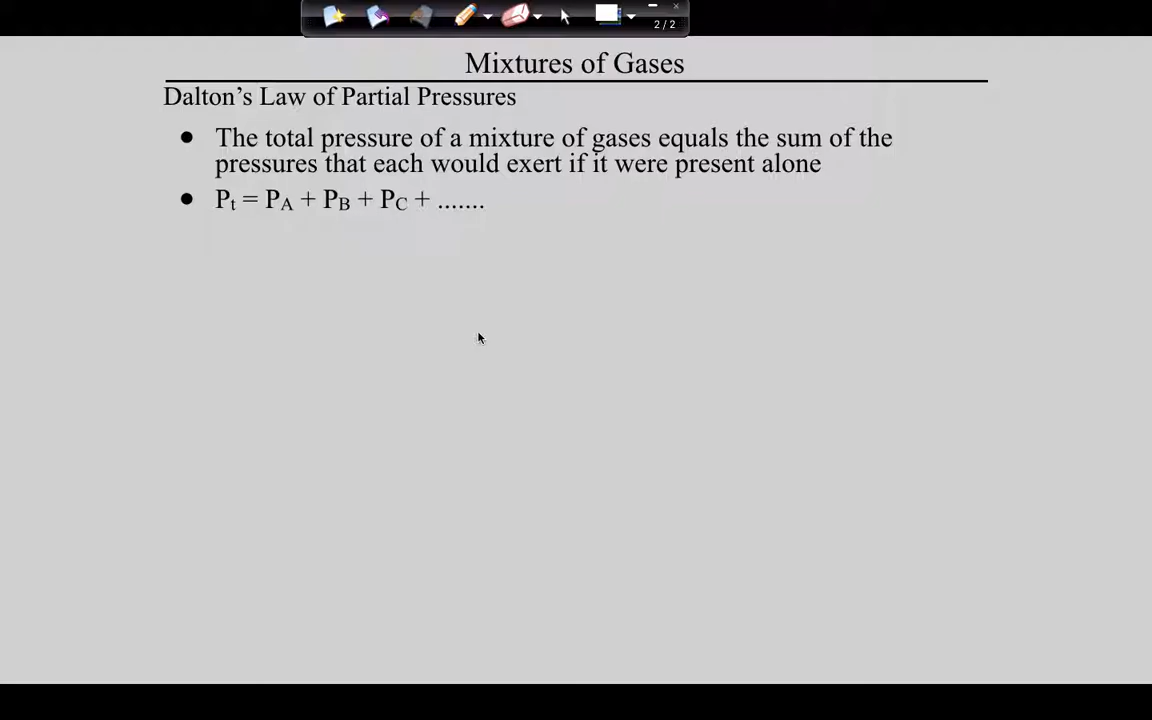 2 / 2
Mixtures of Gases
Dalton’s Law of Partial Pressures
● The total pressure of a mixture of gases equals the sum of the
pressures that each would exert if it were present alone
● Pt = PA + PB + PC + .......